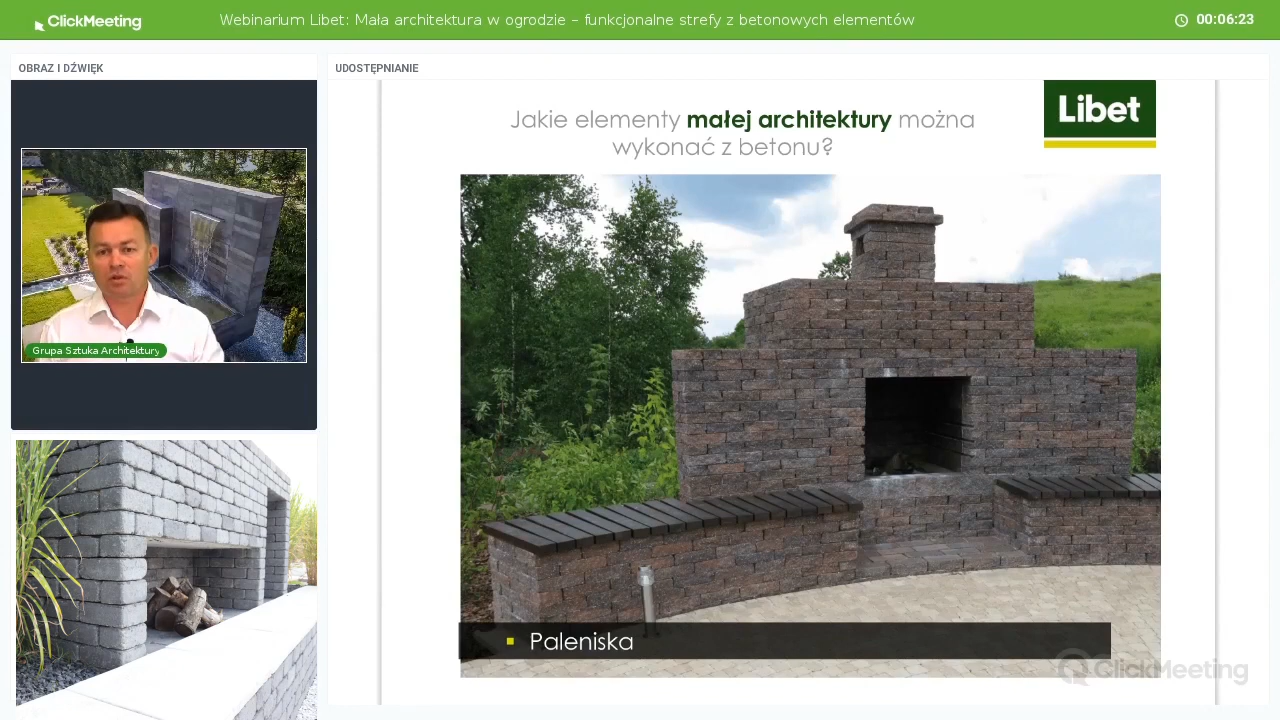 ClickMeeting
Webinarium Libet: Mała architektura w ogrodzie – funkcjonalne strefy z betonowych elementów
00:06:23
OBRAZ I DŹWIĘK
UDOSTĘPNIANIE
Grupa Sztuka Architektury
Jakie elementy małej architektury można
wykonać z betonu?
Libet
Paleniska
ClickMeeting